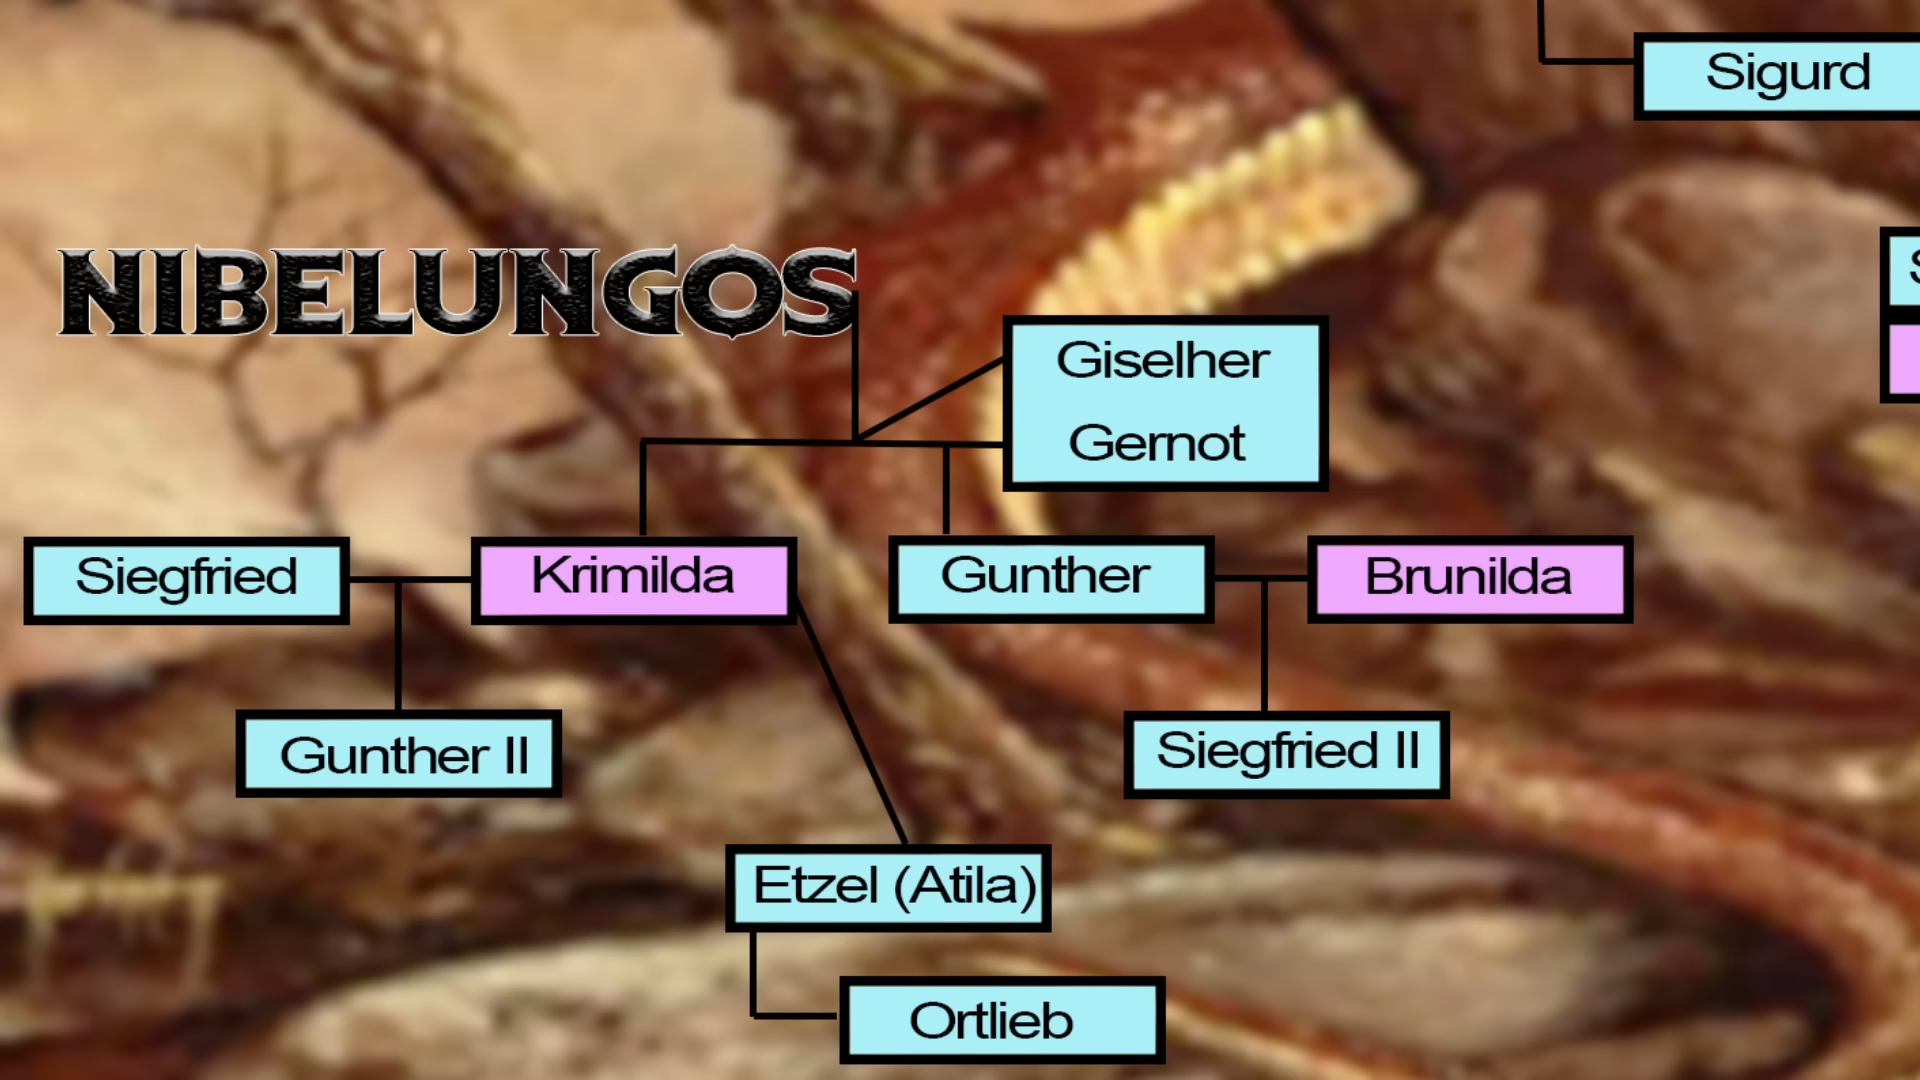 Sigurd
NIBELUNGOS
Giselher
Gernot
Siegfried
Krimilda
Gunther
Brunilda
Gunther II
Siegfried II
Etzel (Atila)
Ortlieb